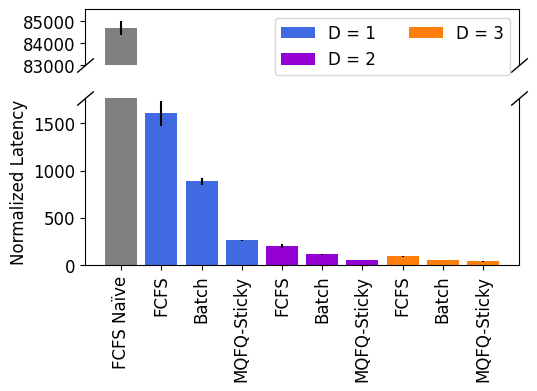 85000
84000
83000
D = 1
D = 2
D = 3
Normalized Latency
1500
1000
500
0
FCFS Naïve
FCFS
Batch
MQFQ-Sticky
FCFS
Batch
MQFQ-Sticky
FCFS
Batch
MQFQ-Sticky